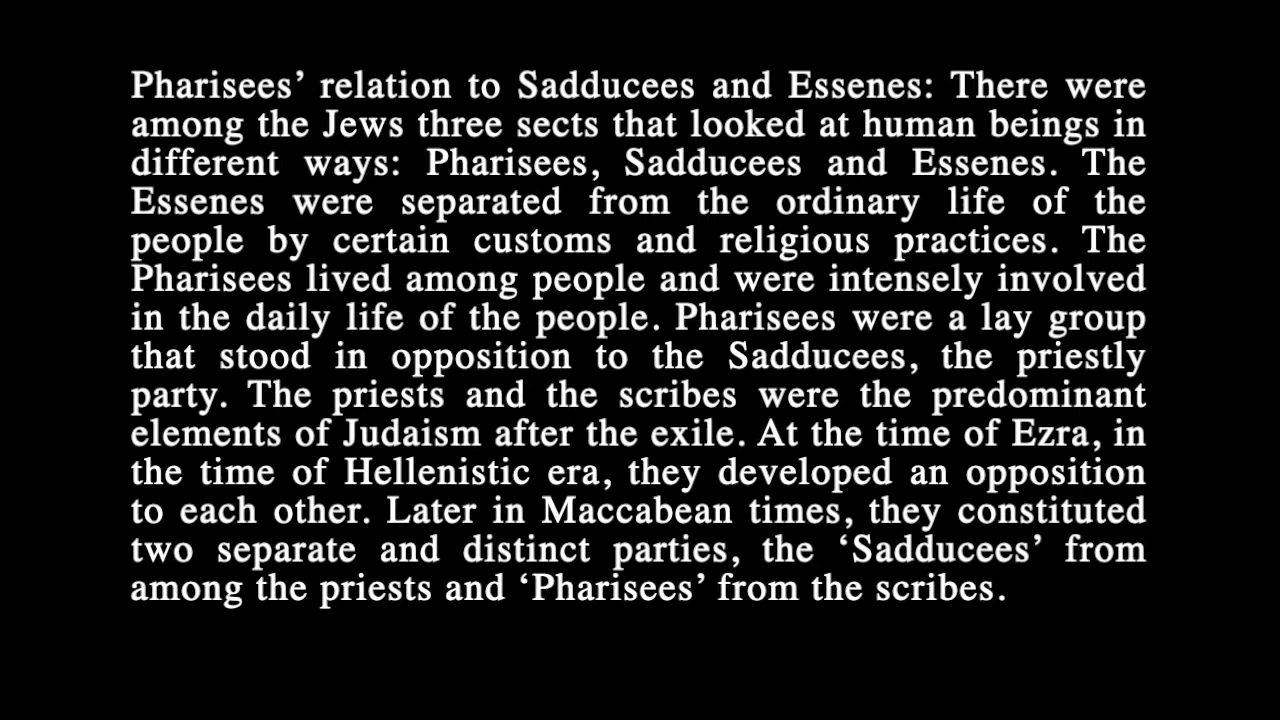 Pharisees’ relation to Sadducees and Essenes: There were
among the Jews three sects that looked at human beings in
different ways: Pharisees, Sadducees and Essenes. The
Essenes were separated from the ordinary life of the
people by certain customs and religious practices. The
Pharisees lived among people and were intensely involved
in the daily life of the people. Pharisees were a lay group
that stood in opposition to the Sadducees, the priestly
party. The priests and the scribes were the predominant
elements of Judaism after the exile. At the time of Ezra, in
the time of Hellenistic era, they developed an opposition
to each other. Later in Maccabean times, they constituted
two separate and distinct parties, the ‘Sadducees’ from
among the priests and ‘Pharisees’ from the scribes.